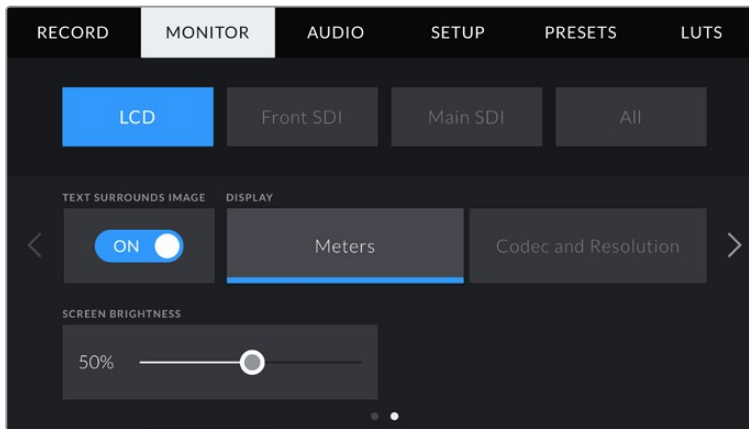 RECORD MONITOR AUDIO SETUP PRESETS LUTS
LCD Front SDI Main SDI All
TEXT SURROUNDS IMAGE DISPLAY
ON Meters Codec and Resolution
SCREEN BRIGHTNESS
50%